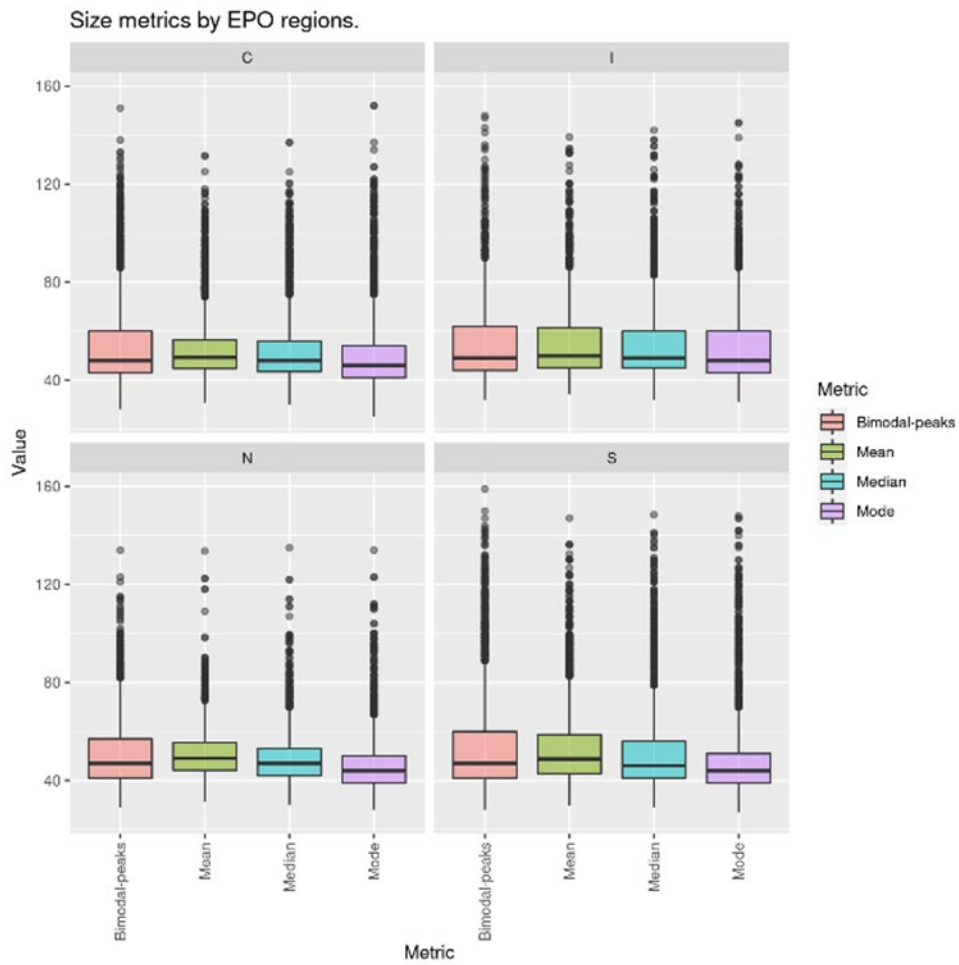 Size metrics by EPO regions.
C
I
160
120
80
40
N
S
160
120
80
40
Value
Bimodal-peaks
Mean
Median
Mode
Bimodal-peaks
Mean
Median
Mode
Metric
Metric
Bimodal-peaks
Mean
Median
Mode